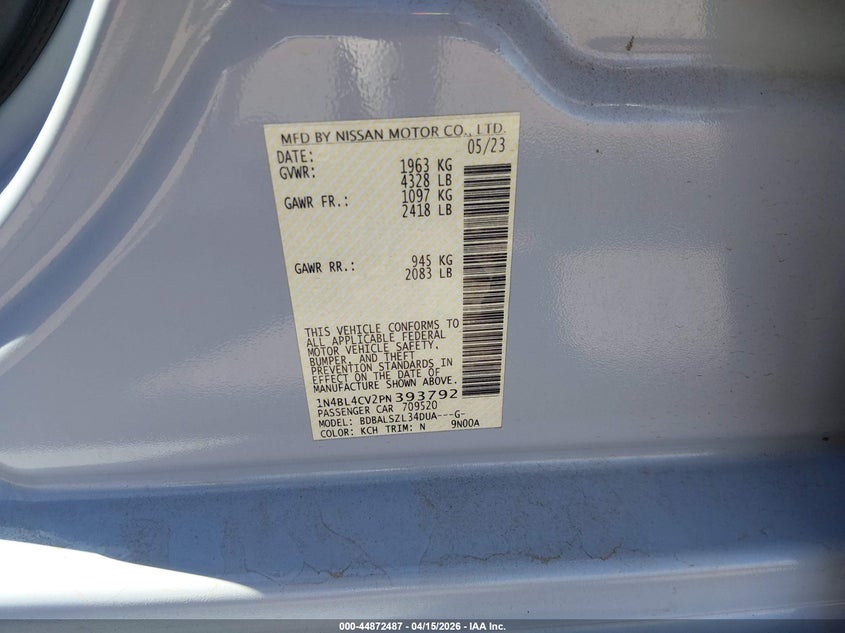 MFD BY NISSAN MOTOR CO., LTD.
DATE: 05/23
GVWR: 1963 KG
4328 LB
GAWR FR.: 1097 KG
2418 LB
GAWR RR.: 945 KG
2083 LB
THIS VEHICLE CONFORMS TO
ALL APPLICABLE FEDERAL
MOTOR VEHICLE SAFETY,
BUMPER, AND THEFT
PREVENTION STANDARDS IN
EFFECT ON THE DATE OF
MANUFACTURE SHOWN ABOVE.
1N4BL4CV2PN393792
PASSENGER CAR 709520
MODEL: BDBALSZL34DUA---G-
COLOR: KCH TRIM: N 9N00A
000-44872487 - 04/15/2026 - IAA Inc.